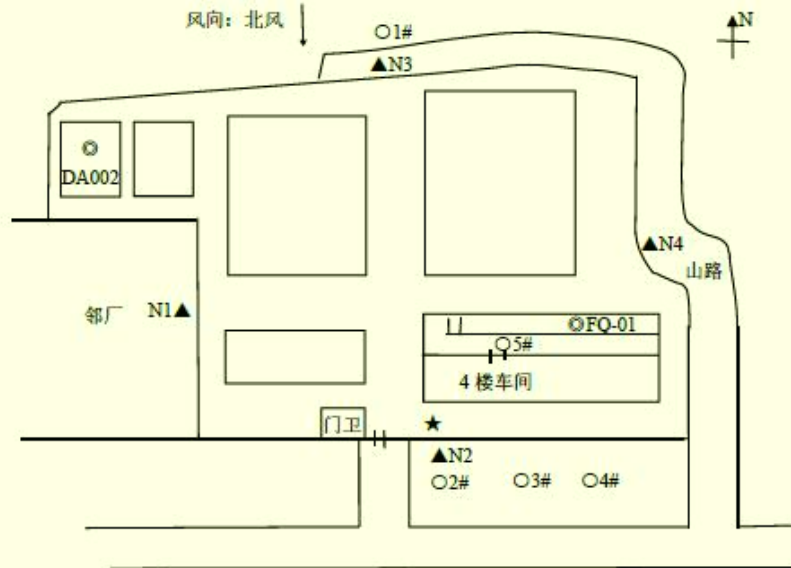 风向：北风
N
○1#
▲N3
◎
DA002
▲N4
山路
邻厂
N1▲
◎FQ-01
○5#
4 楼车间
门卫
★
▲N2
○2#
○3#
○4#